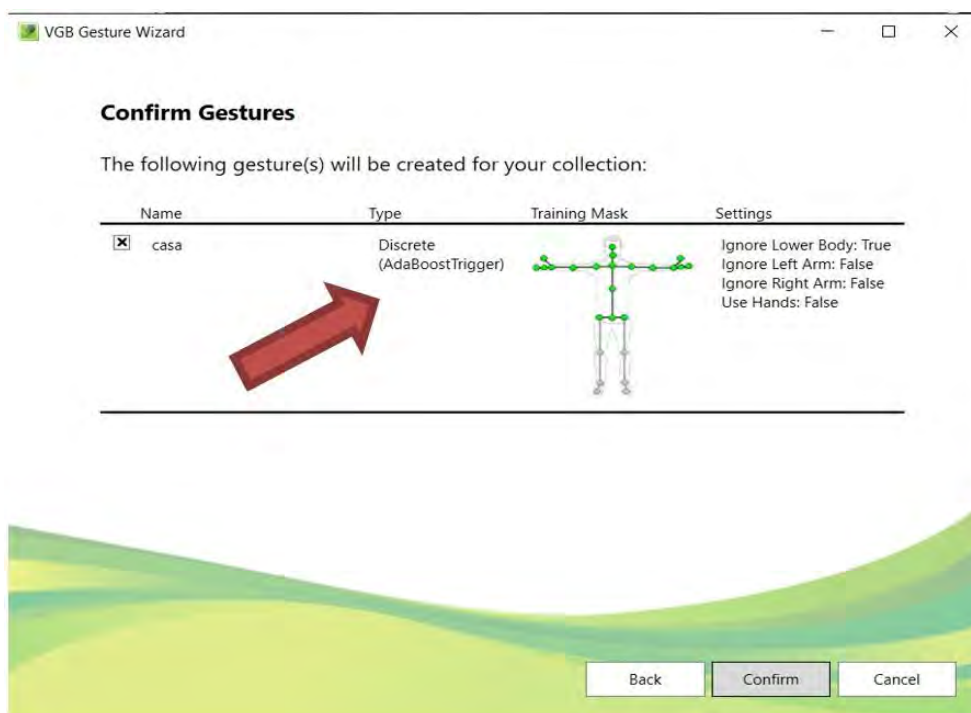 VGB Gesture Wizard
Confirm Gestures
The following gesture(s) will be created for your collection:
Name Type Training Mask Settings
casa Discrete Ignore Lower Body: True
(AdaBoostTrigger) Ignore Left Arm: False
Ignore Right Arm: False
Use Hands: False
Back Confirm Cancel